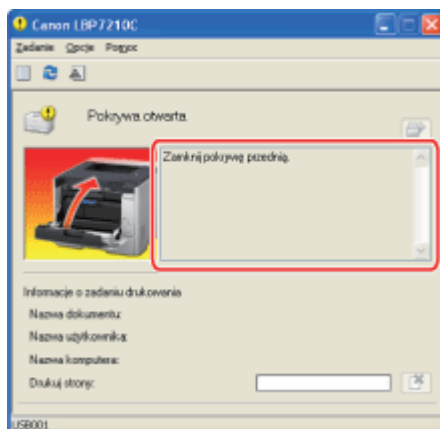 Canon LBP7210C
Zadanie Opcje Pomoc
Pokrywa otwarta
Zamknij pokrywę przednią.
Informacje o zadaniu drukowania
Nazwa dokumentu:
Nazwa użytkownika:
Nazwa komputera:
Drukuj strony:
USB001